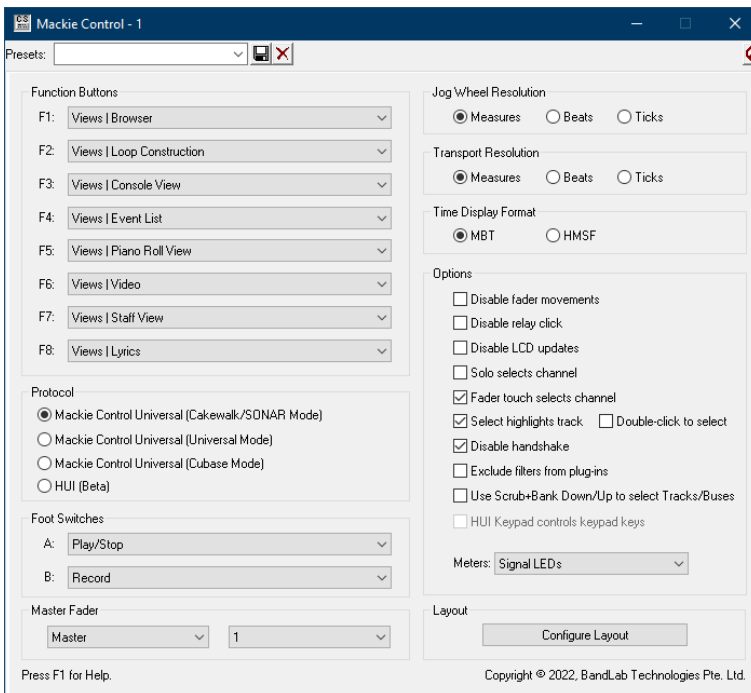 Mackie Control - 1
Presets:
Function Buttons
F1: Views | Browser
F2: Views | Loop Construction
F3: Views | Console View
F4: Views | Event List
F5: Views | Piano Roll View
F6: Views | Video
F7: Views | Staff View
F8: Views | Lyrics
Protocol
Mackie Control Universal (Cakewalk/SONAR Mode)
Mackie Control Universal (Universal Mode)
Mackie Control Universal (Cubase Mode)
HUI (Beta)
Foot Switches
A: Play/Stop
B: Record
Master Fader
Master 1
Press F1 for Help.
Jog Wheel Resolution
Measures Beats Ticks
Transport Resolution
Measures Beats Ticks
Time Display Format
MBT HMSF
Options
Disable fader movements
Disable relay click
Disable LCD updates
Solo selects channel
Fader touch selects channel
Select highlights track Double-click to select
Disable handshake
Exclude filters from plug-ins
Use Scrub+Bank Down/Up to select Tracks/Buses
HUI Keypad controls keypad keys
Meters: Signal LEDs
Layout
Configure Layout
Copyright © 2022, BandLab Technologies Pte. Ltd.